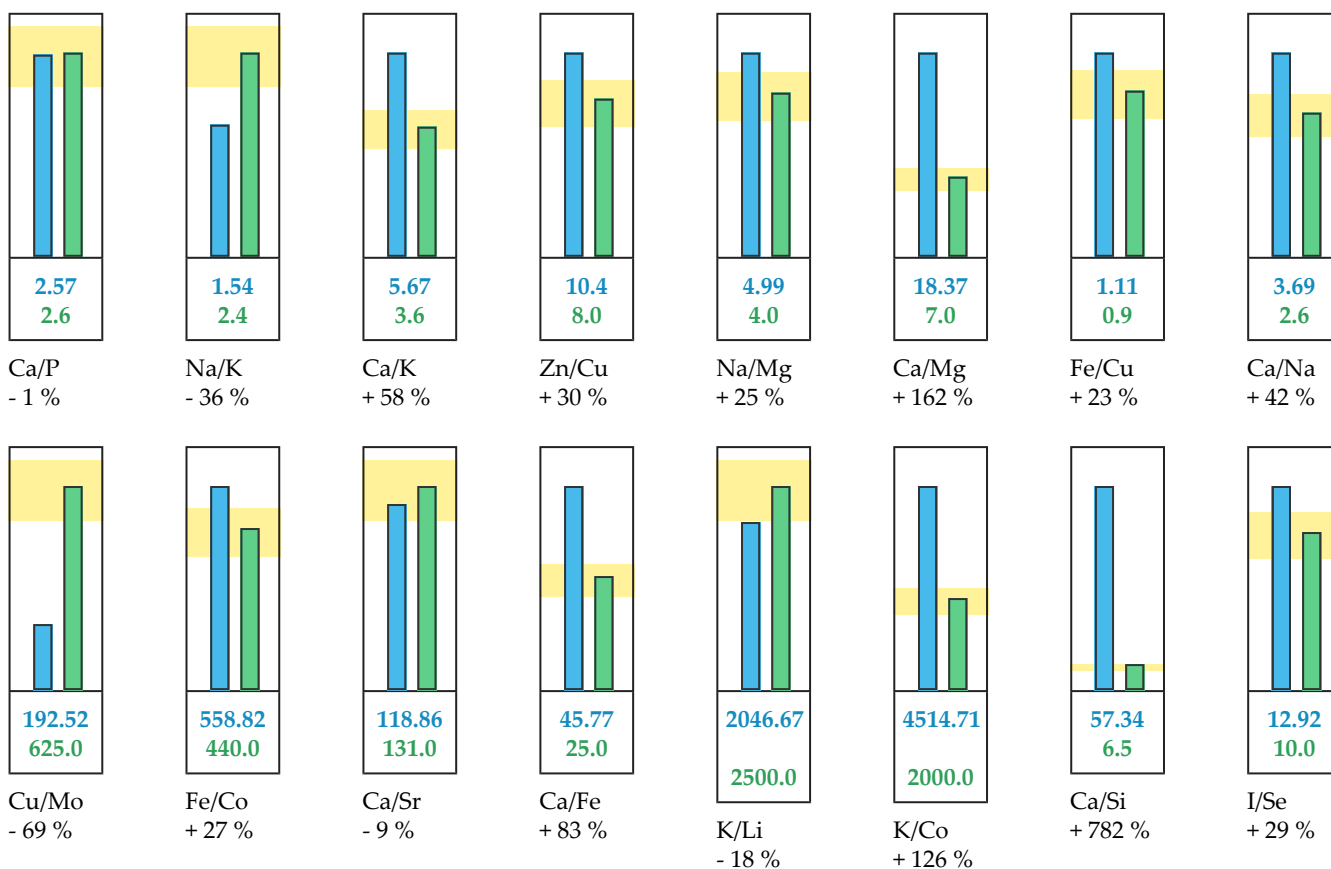 2.57
2.6
Ca/P
- 1 %
1.54
2.4
Na/K
- 36 %
5.67
3.6
Ca/K
+ 58 %
10.4
8.0
Zn/Cu
+ 30 %
4.99
4.0
Na/Mg
+ 25 %
18.37
7.0
Ca/Mg
+ 162 %
1.11
0.9
Fe/Cu
+ 23 %
3.69
2.6
Ca/Na
+ 42 %
192.52
625.0
Cu/Mo
- 69 %
558.82
440.0
Fe/Co
+ 27 %
118.86
131.0
Ca/Sr
- 9 %
45.77
25.0
Ca/Fe
+ 83 %
2046.67
2500.0
K/Li
- 18 %
4514.71
2000.0
K/Co
+ 126 %
57.34
6.5
Ca/Si
+ 782 %
12.92
10.0
I/Se
+ 29 %